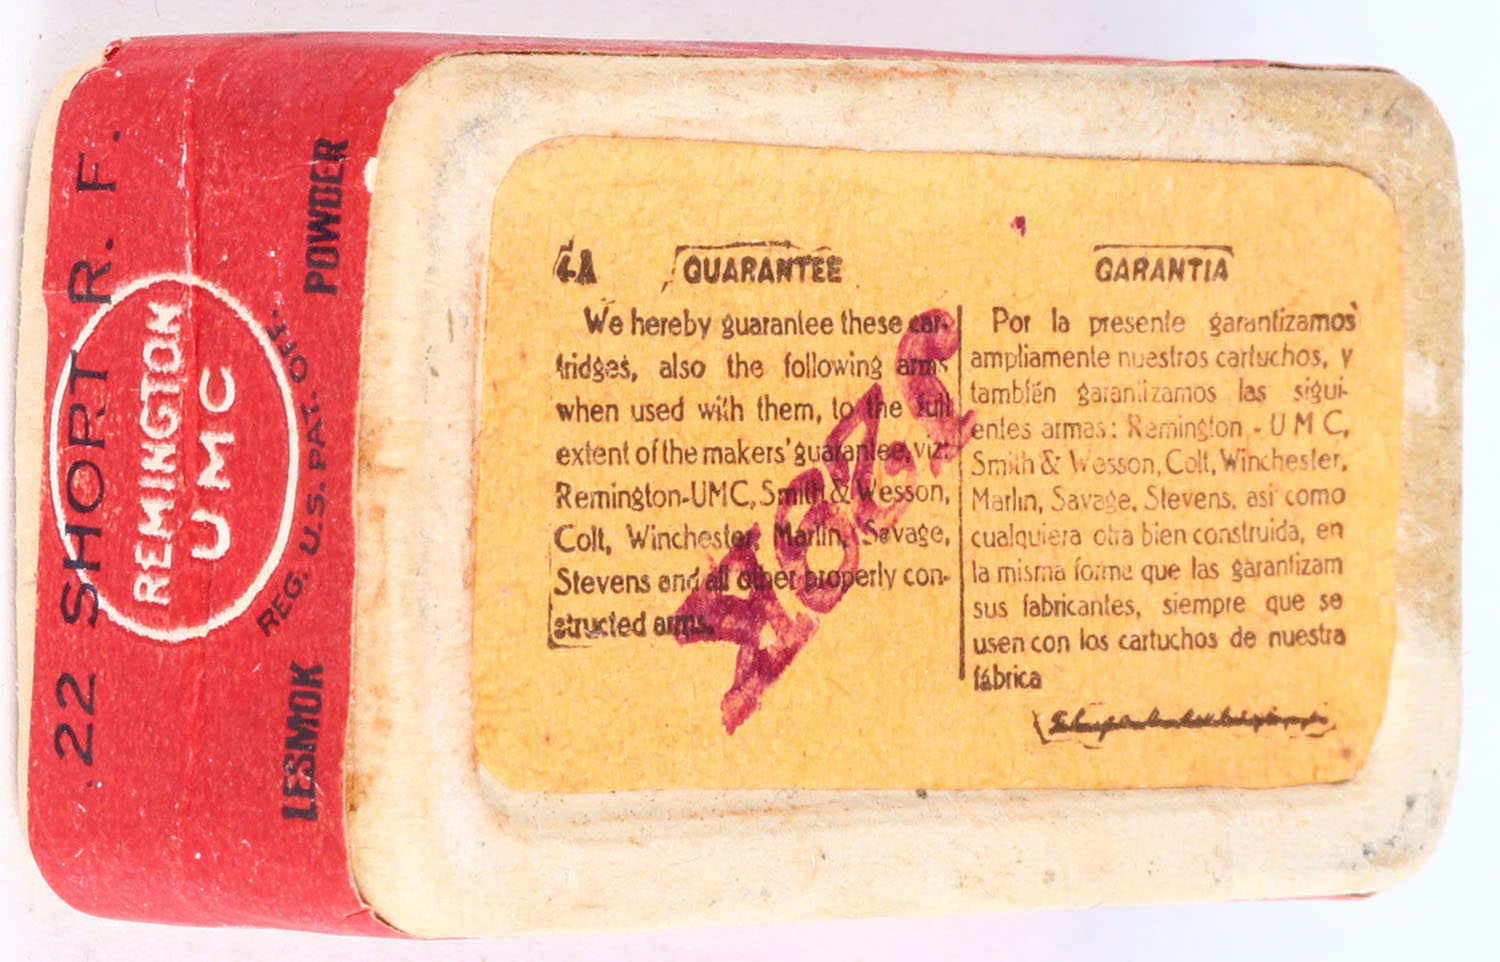 .22 SHORT R. F.
REMINGTON
UMC
REG. U.S. PAT. OFF.
LESMOK POWDER
GUARANTEE
We hereby guarantee these car-
tridges, also the following arms
when used with them, to the full
extent of the makers' guarantee, viz:
Remington-UMC, Smith & Wesson,
Colt, Winchester, Marlin, Savage,
Stevens and all other properly con-
structed arms.
GARANTIA
Por la presente garantizamos
ampliamente nuestros cartuchos, y
también garantizamos las sigui-
entes armas: Remington - U M C,
Smith & Wesson, Colt, Winchester,
Marlin, Savage, Stevens, asi como
cualquiera otra bien construida, en
la misma forme que las garantizam
sus fabricantes, siempre que se
usen con los cartuchos de nuestra
fábrica